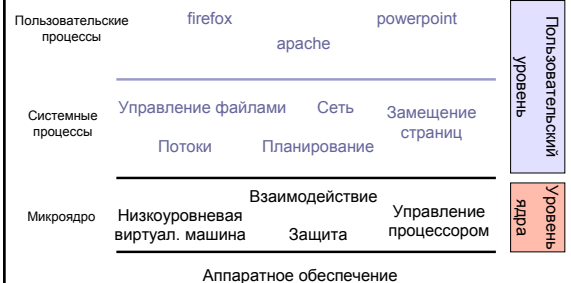 Пользовательские
процессы
firefox
powerpoint
apache
Пользовательский
уровень
Системные
процессы
Управление файлами
Сеть
Замещение
страниц
Потоки
Планирование
Микроядро
Взаимодействие
Низкоуровневая
виртуал. машина
Защита
Управление
процессором
Уровень
ядра
Аппаратное обеспечение